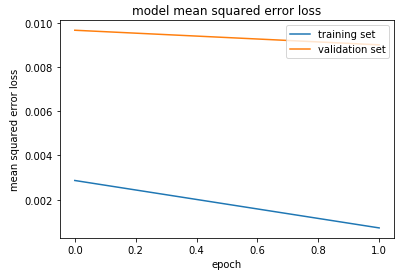 model mean squared error loss
training set
validation set
mean squared error loss
0.010
0.008
0.006
0.004
0.002
0.0 0.2 0.4 0.6 0.8 1.0
epoch